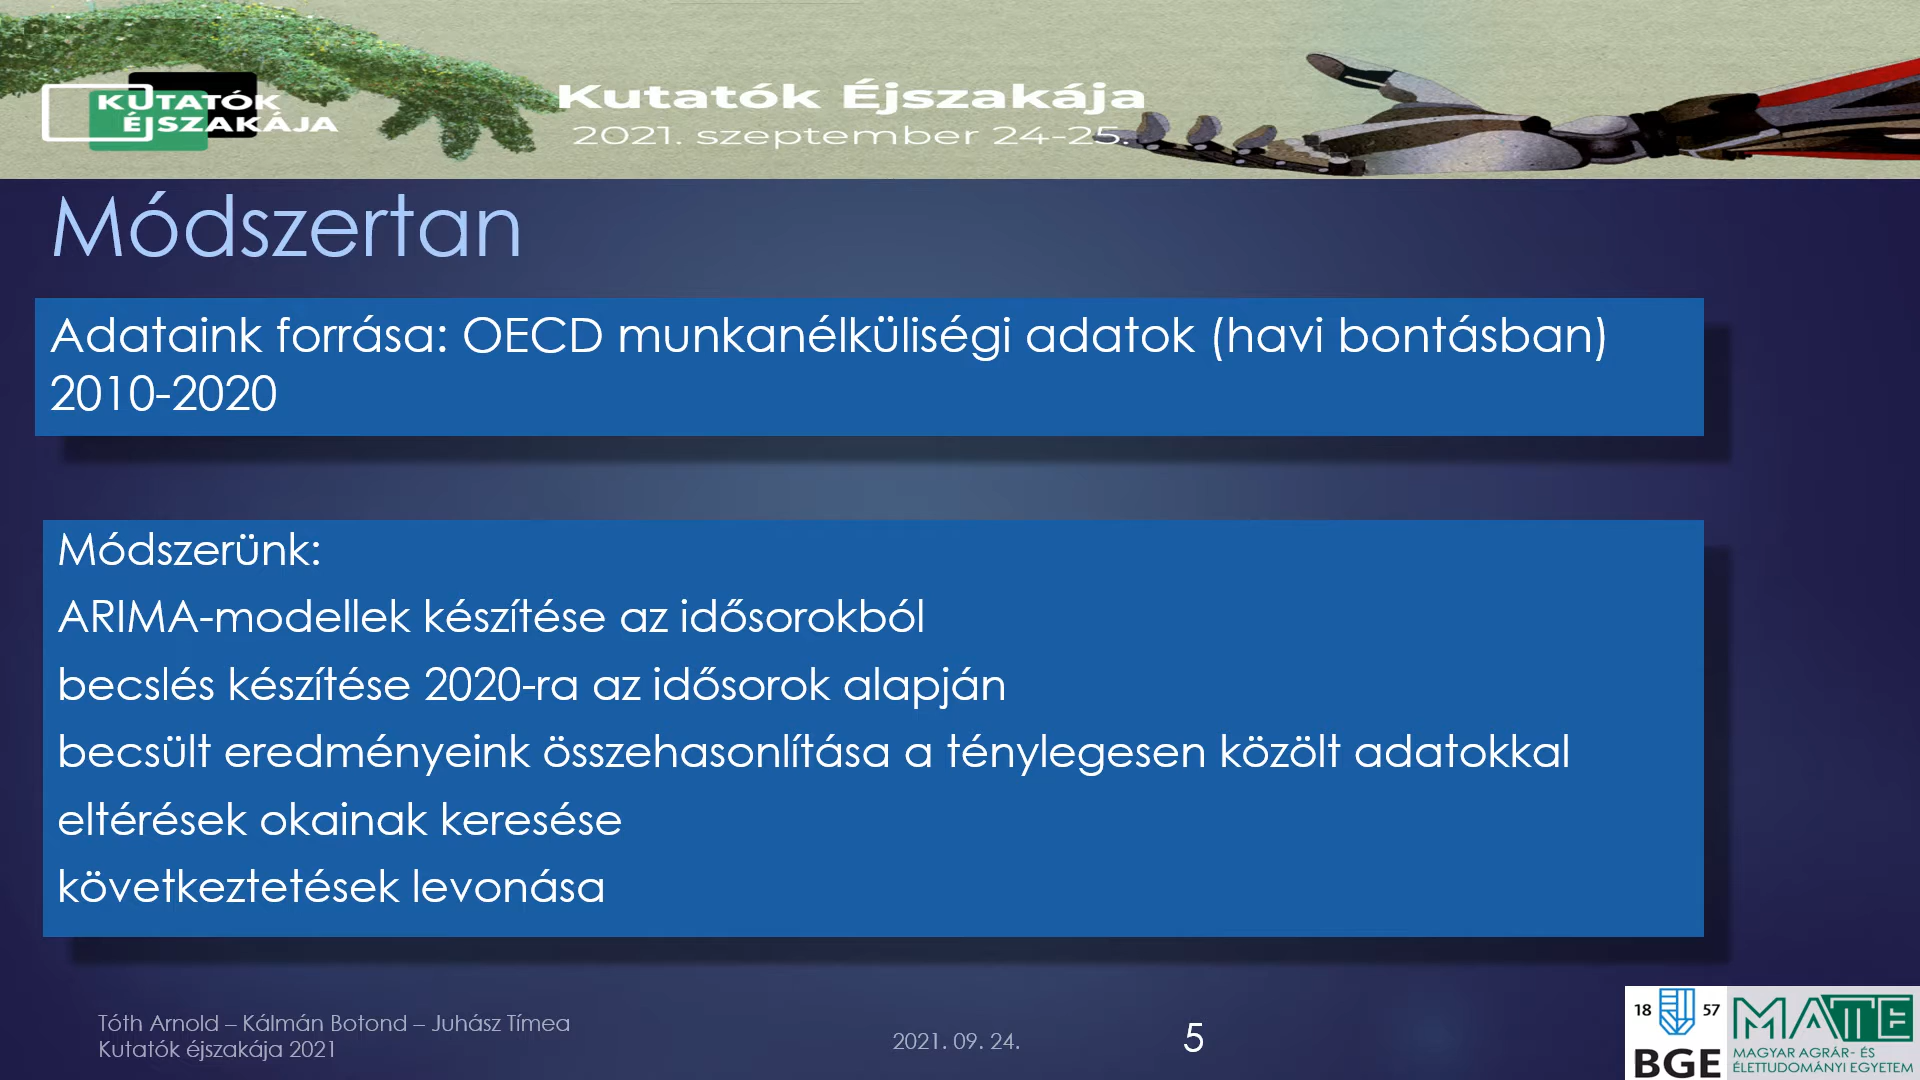 KUTATÓK
ÉJSZAKÁJA
Kutatók Éjszakája
2021. szeptember 24-25.
Módszertan
Adataink forrása: OECD munkanélküliségi adatok (havi bontásban)
2010-2020
Módszerünk:
ARIMA-modellek készítése az idősorokból
becslés készítése 2020-ra az idősorok alapján
becsült eredményeink összehasonlítása a ténylegesen közölt adatokkal
eltérések okainak keresése
következtetések levonása
Tóth Arnold – Kálmán Botond – Juhász Tímea
Kutatók éjszakája 2021
2021. 09. 24.
5
18 57
BGE
MATE
MAGYAR AGRÁR- ÉS
ÉLETTUDOMÁNYI EGYETEM